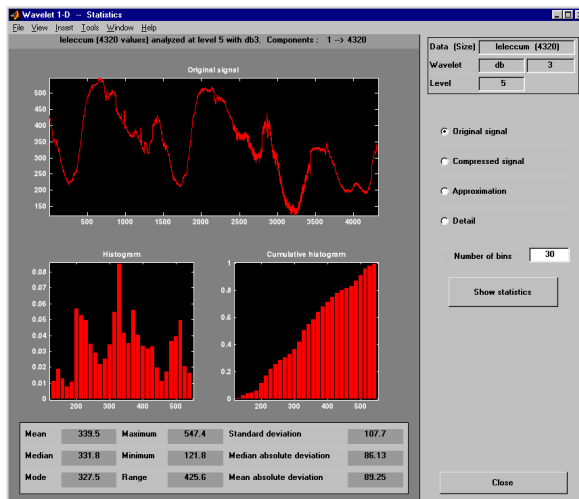 Wavelet 1-D -- Statistics
File View Insert Tools Window Help
leleccum (4320 values) analyzed at level 5 with db3. Components : 1 --> 4320
Original signal
500
450
400
350
300
250
200
150
500 1000 1500 2000 2500 3000 3500 4000
Histogram
0.08
0.07
0.06
0.05
0.04
0.03
0.02
0.01
0
200 300 400 500
Cumulative histogram
1
0.8
0.6
0.4
0.2
0
200 300 400 500
Mean 339.5 Maximum 547.4 Standard deviation 107.7
Median 331.8 Minimum 121.8 Median absolute deviation 86.13
Mode 327.5 Range 425.6 Mean absolute deviation 89.25
Data (Size) leleccum (4320)
Wavelet db 3
Level 5
Original signal
Compressed signal
Approximation
Detail
Number of bins 30
Show statistics
Close